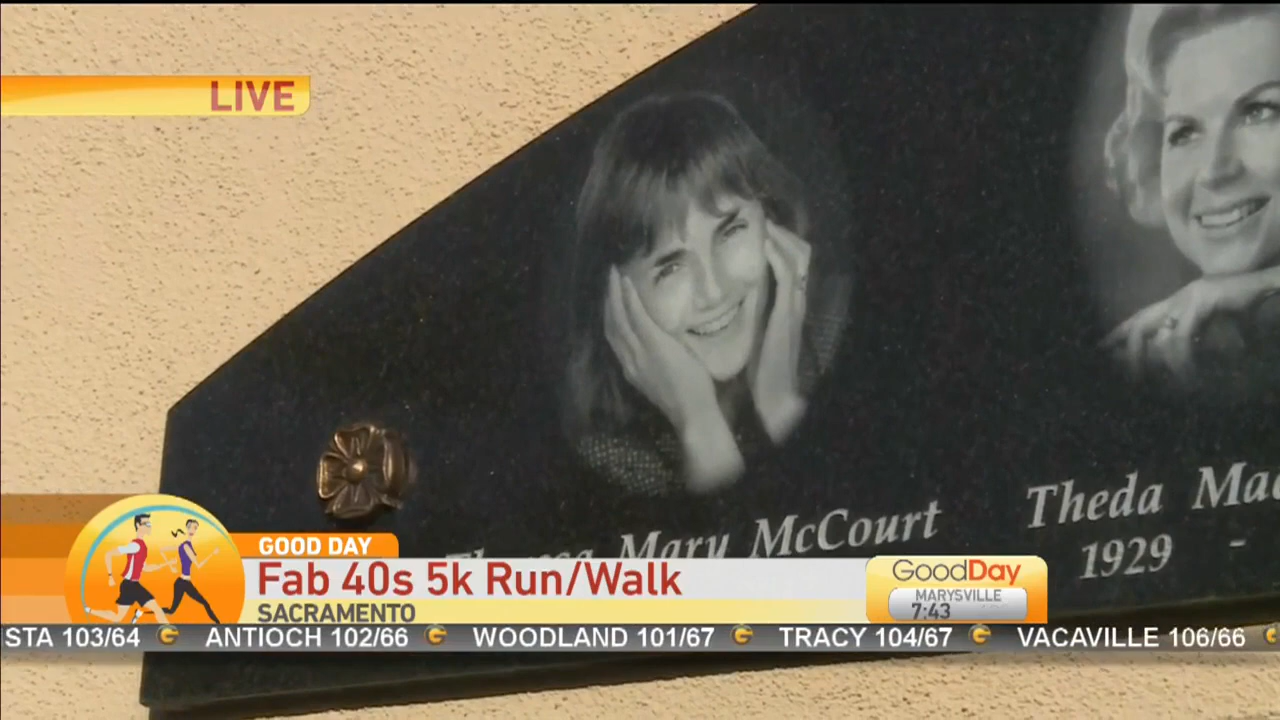 LIVE
Mary McCourt
Theda
1929 -
GOOD DAY
Fab 40s 5k Run/Walk
SACRAMENTO
GoodDay
MARYSVILLE
7:43
STA 103/64 ANTIOCH 102/66 WOODLAND 101/67 TRACY 104/67 VACAVILLE 106/66